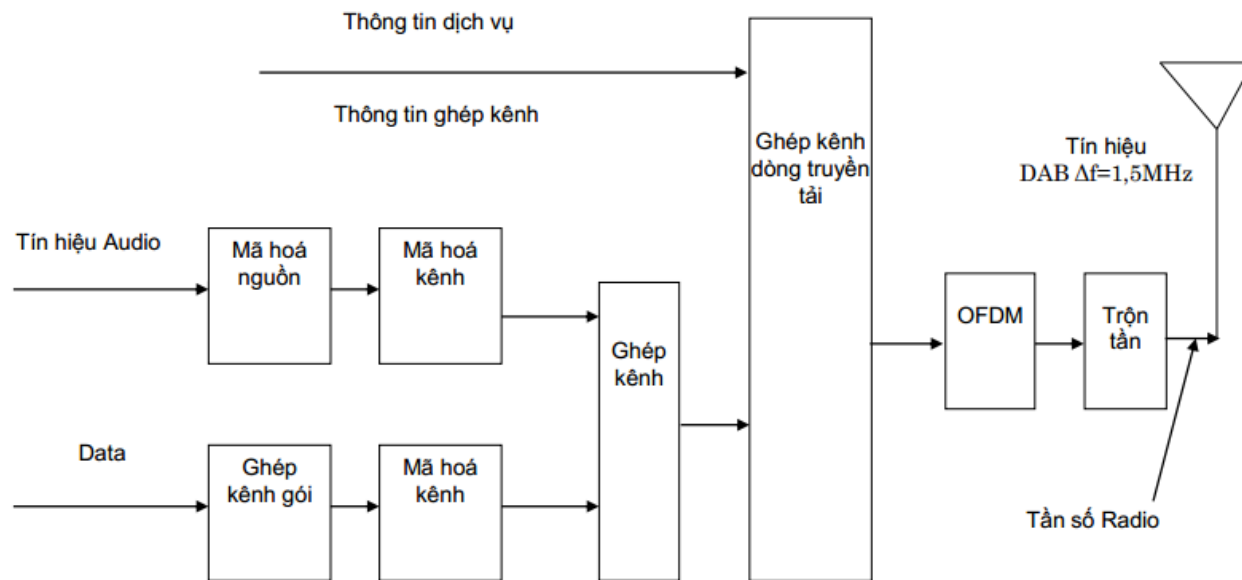 Thông tin dịch vụ
Thông tin ghép kênh
Ghép kênh
dòng truyền
tải
Tín hiệu
DAB Δf=1,5MHz
Tín hiệu Audio
Mã hoá
nguồn
Mã hoá
kênh
Ghép
kênh
OFDM
Trộn
tần
Data
Ghép
kênh gói
Mã hoá
kênh
Tần số Radio